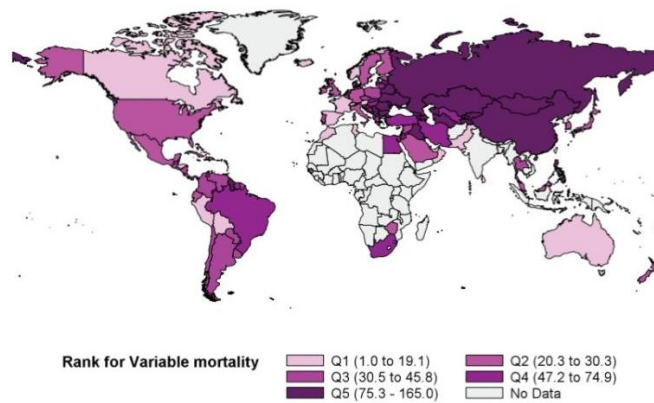 Rank for Variable mortality
Q1 (1.0 to 19.1)
Q2 (20.3 to 30.3)
Q3 (30.5 to 45.8)
Q4 (47.2 to 74.9)
Q5 (75.3 - 165.0)
No Data